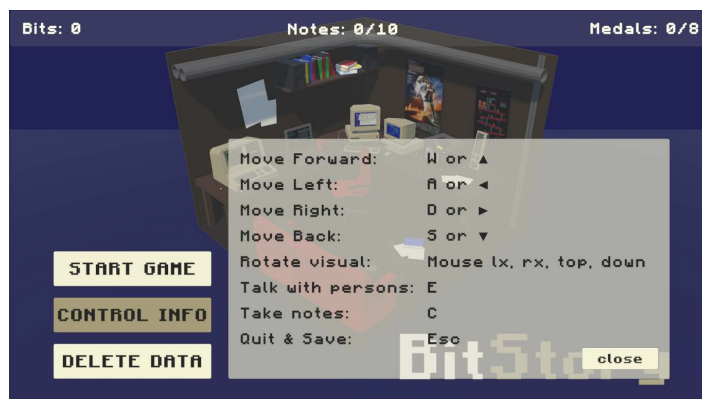 Bits: 0 Notes: 0/10 Medals: 0/8
Move Forward: W or ▲
Move Left: A or ◄
Move Right: D or ►
Move Back: S or ▼
Rotate visual: Mouse lx, rx, top, down
Talk with persons: E
Take notes: C
Quit & Save: Esc
START GAME
CONTROL INFO
DELETE DATA
BitStory
close